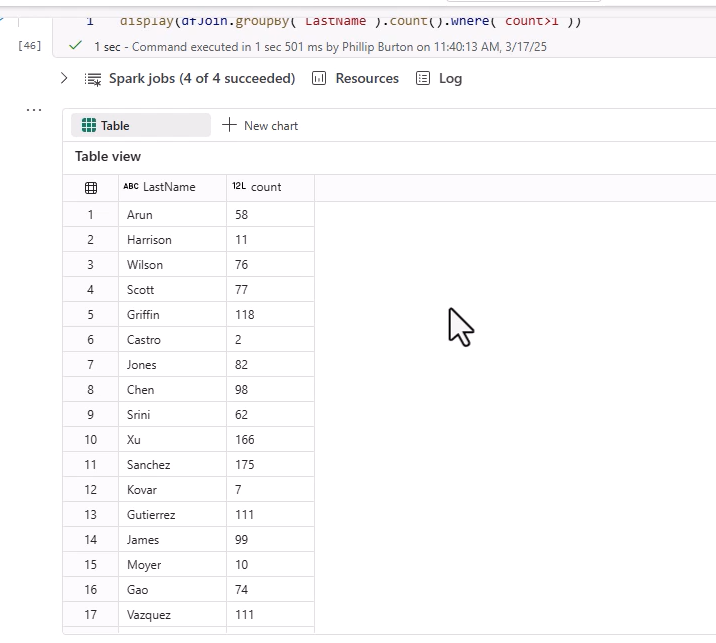 1 display(dfJoin.groupBy("LastName").count().where("count>1"))
[46]
1 sec - Command executed in 1 sec 501 ms by Phillip Burton on 11:40:13 AM, 3/17/25
Spark jobs (4 of 4 succeeded) Resources Log
...
Table New chart
Table view
ABC LastName 12L count
1 Arun 58
2 Harrison 11
3 Wilson 76
4 Scott 77
5 Griffin 118
6 Castro 2
7 Jones 82
8 Chen 98
9 Srini 62
10 Xu 166
11 Sanchez 175
12 Kovar 7
13 Gutierrez 111
14 James 99
15 Moyer 10
16 Gao 74
17 Vazquez 111